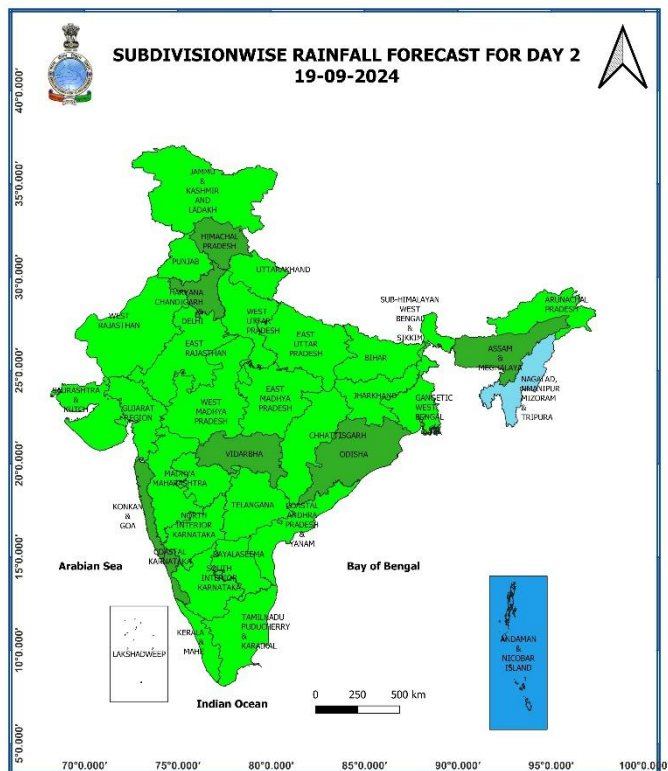 SUBDIVISIONWISE RAINFALL FORECAST FOR DAY 2
19-09-2024
40°0.000'
35°0.000'
30°0.000'
25°0.000'
20°0.000'
15°0.000'
10°0.000'
5°0.000'
JAMMU
&
KASHMIR
AND
LADAKH
HIMACHAL
PRADESH
PUNJAB
UTTARAKHAND
HARYANA
CHANDIGARH
&
DELHI
WEST
RAJASTHAN
WEST
UTTAR
PRADESH
EAST
UTTAR
PRADESH
EAST
RAJASTHAN
SUB-HIMALAYAN
WEST
BENGAL
&
SIKKIM
ARUNACHAL
PRADESH
ASSAM
&
MEGHALAYA
BIHAR
NAGALAD,
MANIPUR
MIZORAM
&
TRIPURA
SAURASHTRA
&
KUTCH
GUJARAT
REGION
WEST
MADHYA
PRADESH
EAST
MADHYA
PRADESH
JHARKHAND
GANGETIC
WEST
BENGAL
CHHATTISGARH
VIDARBHA
ODISHA
MADHYA
MAHARASHTRA
KONKAN
&
GOA
TELANGANA
NORTH
INTERIOR
KARNATAKA
COASTAL
ANDHRA
PRADESH
&
YANAM
COASTAL
KARNATAKA
RAYALASEEMA
SOUTH
INTERIOR
KARNATAKA
Arabian Sea
Bay of Bengal
KERALA
&
MAHE
TAMILNADU
PUDUCHERRY
&
KARAIKAL
LAKSHADWEEP
ANDAMAN
&
NICOBAR
ISLAND
Indian Ocean
0 250 500 km
70°0.000' 75°0.000' 80°0.000' 85°0.000' 90°0.000' 95°0.000' 100°0.000'